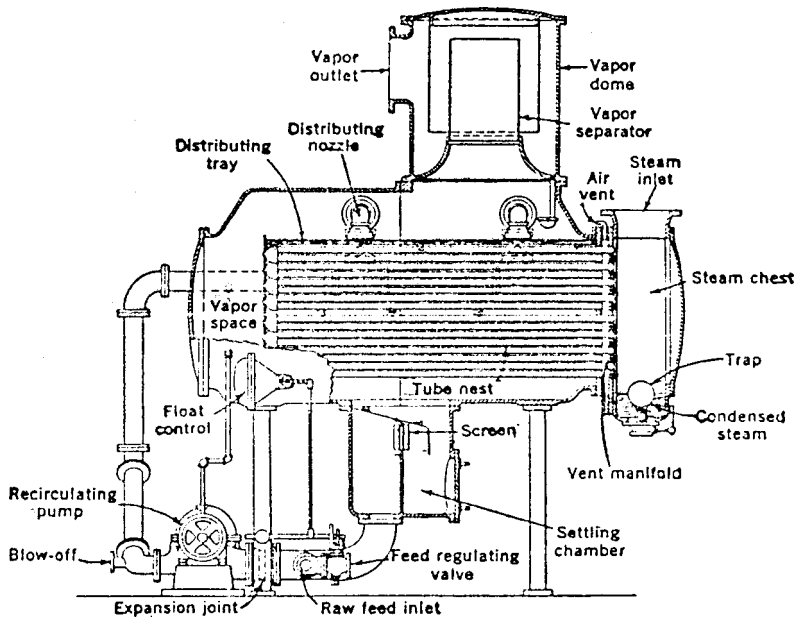 Vapor
outlet
Vapor
dome
Vapor
separator
Distributing
nozzle
Distributing
tray
Air
vent
Steam
inlet
Steam chest
Vapor
space
Trap
Tube nest
Float
control
Condensed
steam
Screen
Vent manifold
Recirculating
pump
Settling
chamber
Blow-off
Feed regulating
valve
Expansion joint
Raw feed inlet